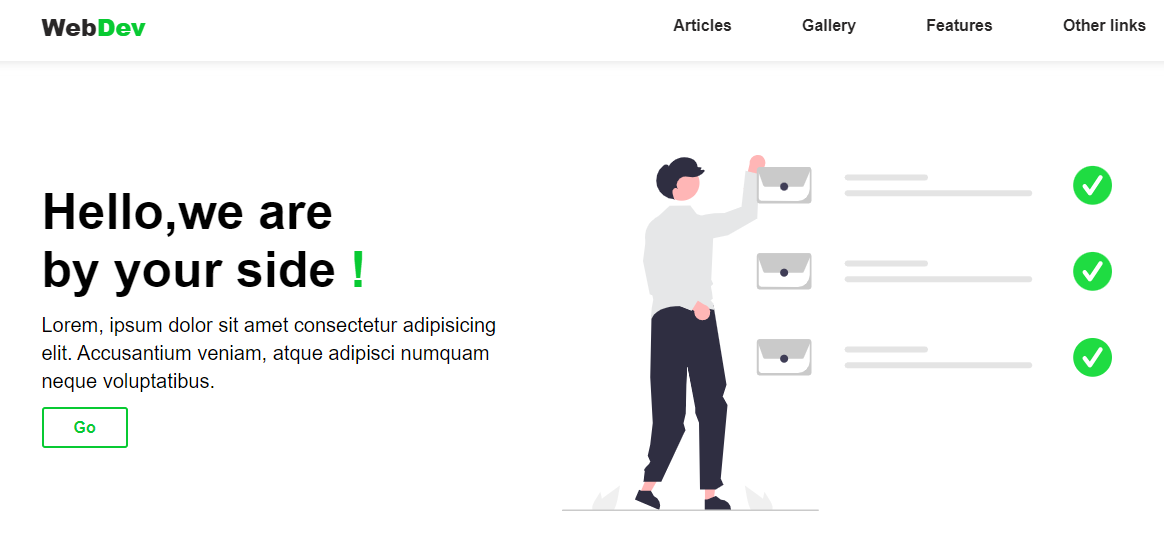 WebDev
Articles
Gallery
Features
Other links
Hello,we are
by your side !
Lorem, ipsum dolor sit amet consectetur adipisicing
elit. Accusantium veniam, atque adipisci numquam
neque voluptatibus.
Go